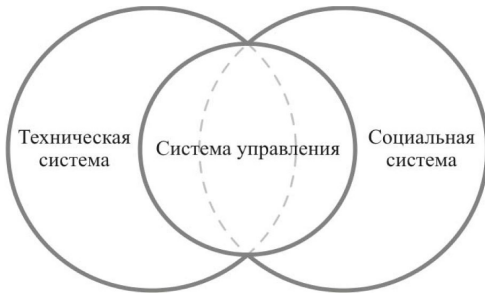 Техническая
система
Система управления
Социальная
система